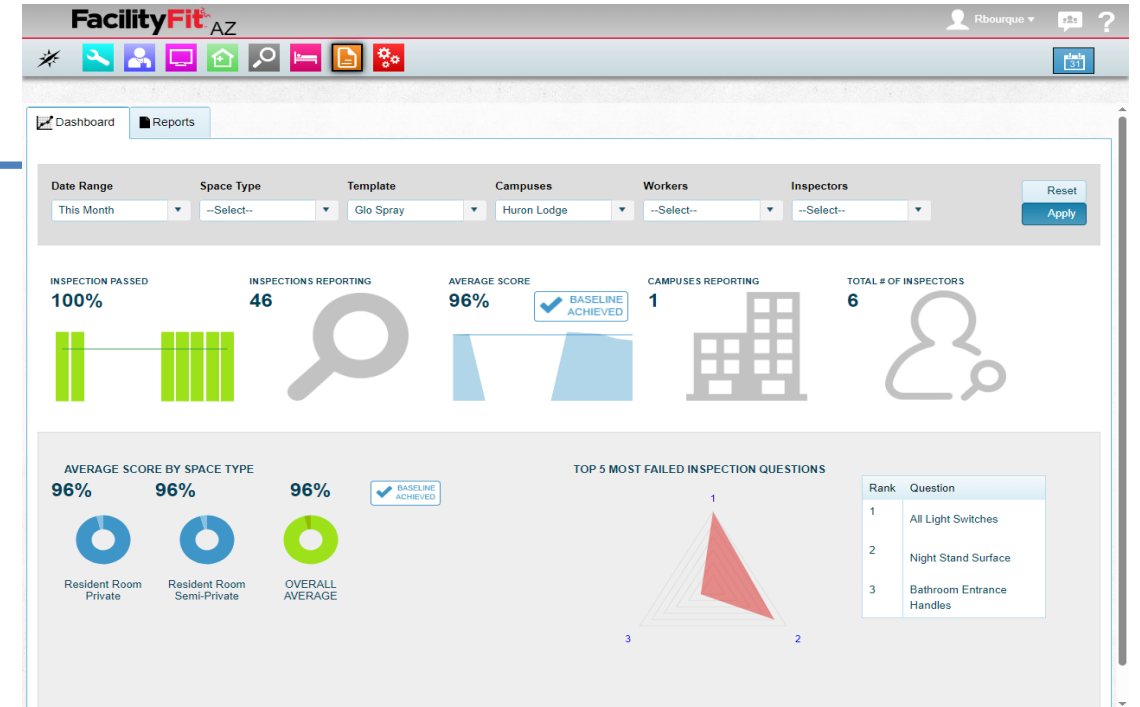 FacilityFit AZ
Rbourque
?
31
Dashboard
Reports
Date Range
Space Type
Template
Campuses
Workers
Inspectors
This Month
--Select--
Glo Spray
Huron Lodge
--Select--
--Select--
Reset
Apply
INSPECTION PASSED
100%
INSPECTIONS REPORTING
46
AVERAGE SCORE
96%
BASELINE
ACHIEVED
CAMPUSES REPORTING
1
TOTAL # OF INSPECTORS
6
AVERAGE SCORE BY SPACE TYPE
96%
96%
96%
BASELINE
ACHIEVED
Resident Room
Private
Resident Room
Semi-Private
OVERALL
AVERAGE
TOP 5 MOST FAILED INSPECTION QUESTIONS
1
2
3
Rank Question
1 All Light Switches
2 Night Stand Surface
3 Bathroom Entrance
Handles